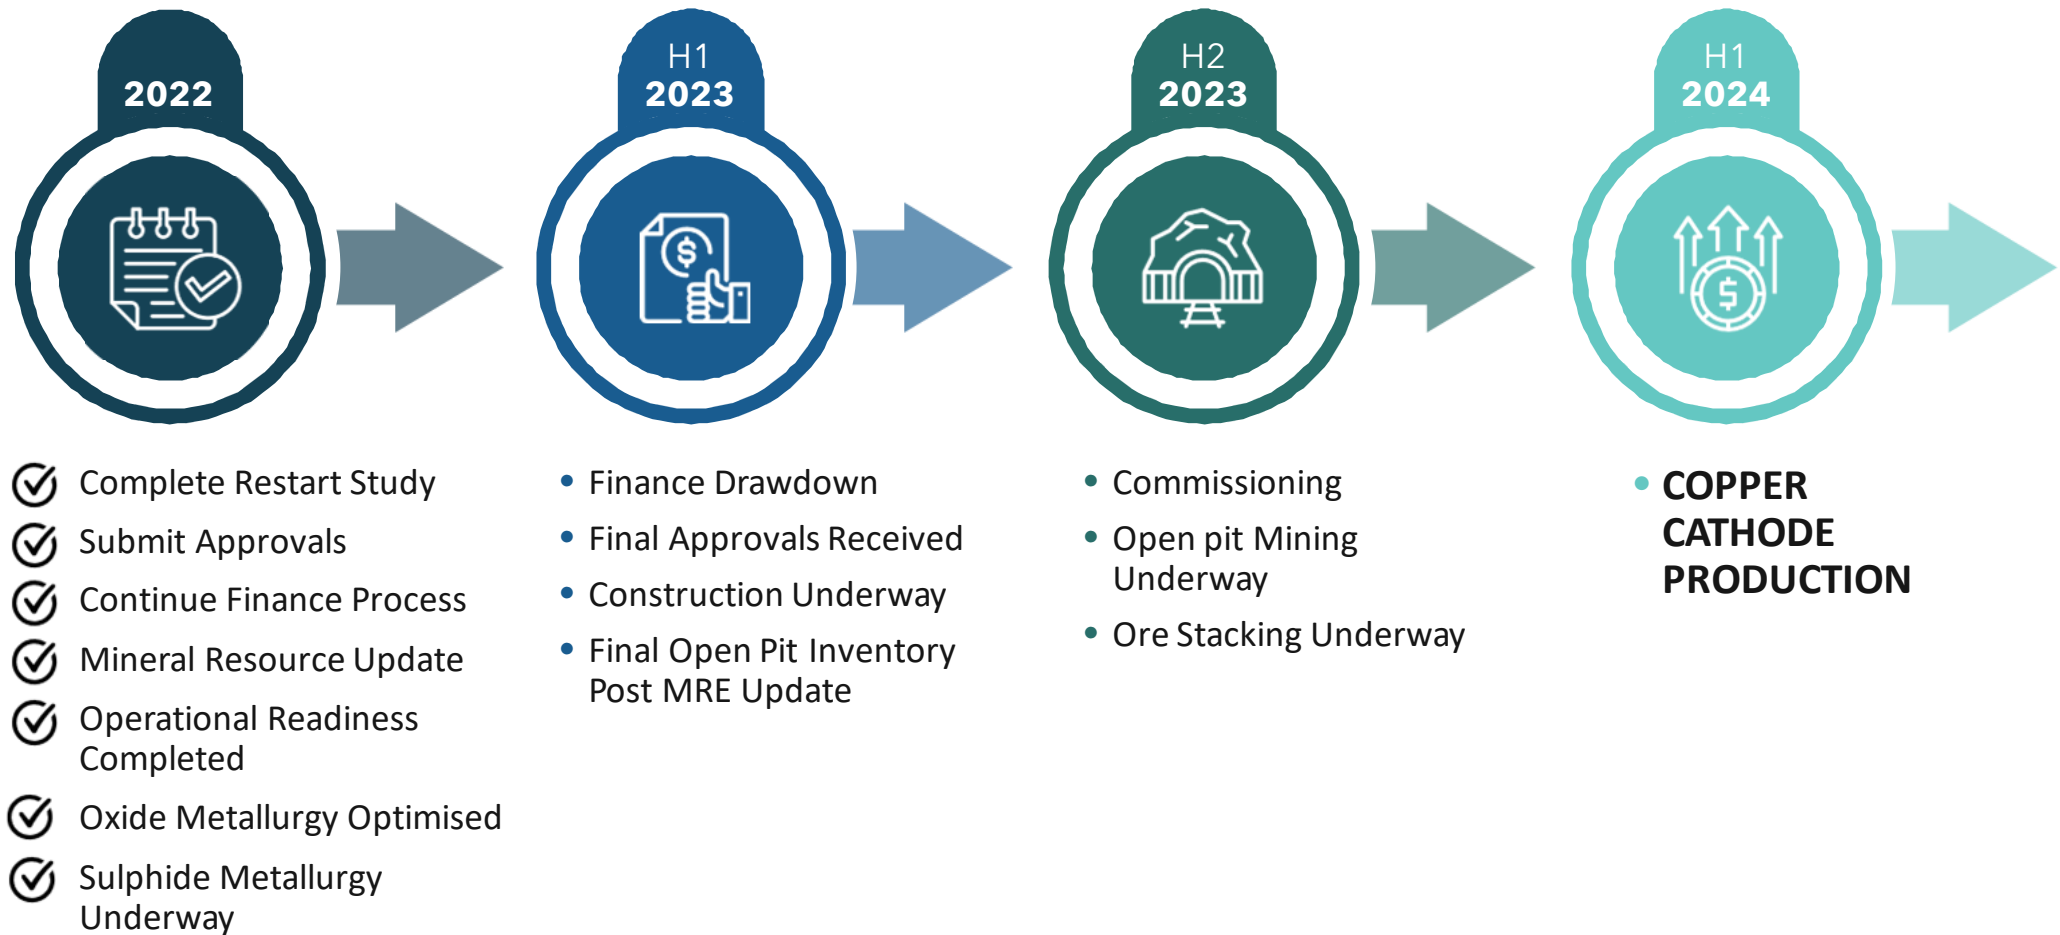 2022
Complete Restart Study
Submit Approvals
Continue Finance Process
Mineral Resource Update
Operational Readiness
Completed
Oxide Metallurgy Optimised
Sulphide Metallurgy
Underway
H1
2023
• Finance Drawdown
• Final Approvals Received
• Construction Underway
• Final Open Pit Inventory
Post MRE Update
H2
2023
• Commissioning
• Open pit Mining
Underway
• Ore Stacking Underway
H1
2024
• COPPER
CATHODE
PRODUCTION